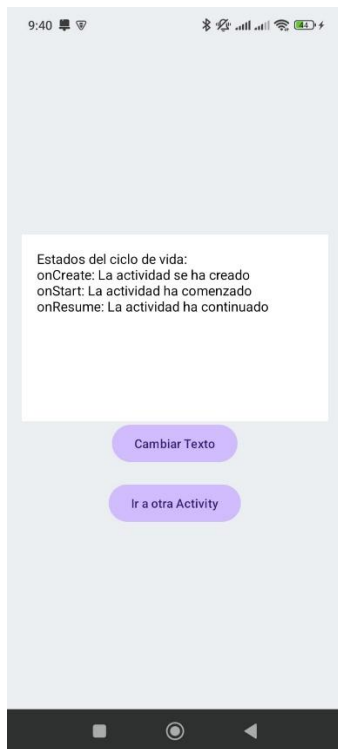 9:40
44
Estados del ciclo de vida:
onCreate: La actividad se ha creado
onStart: La actividad ha comenzado
onResume: La actividad ha continuado
Cambiar Texto
Ir a otra Activity